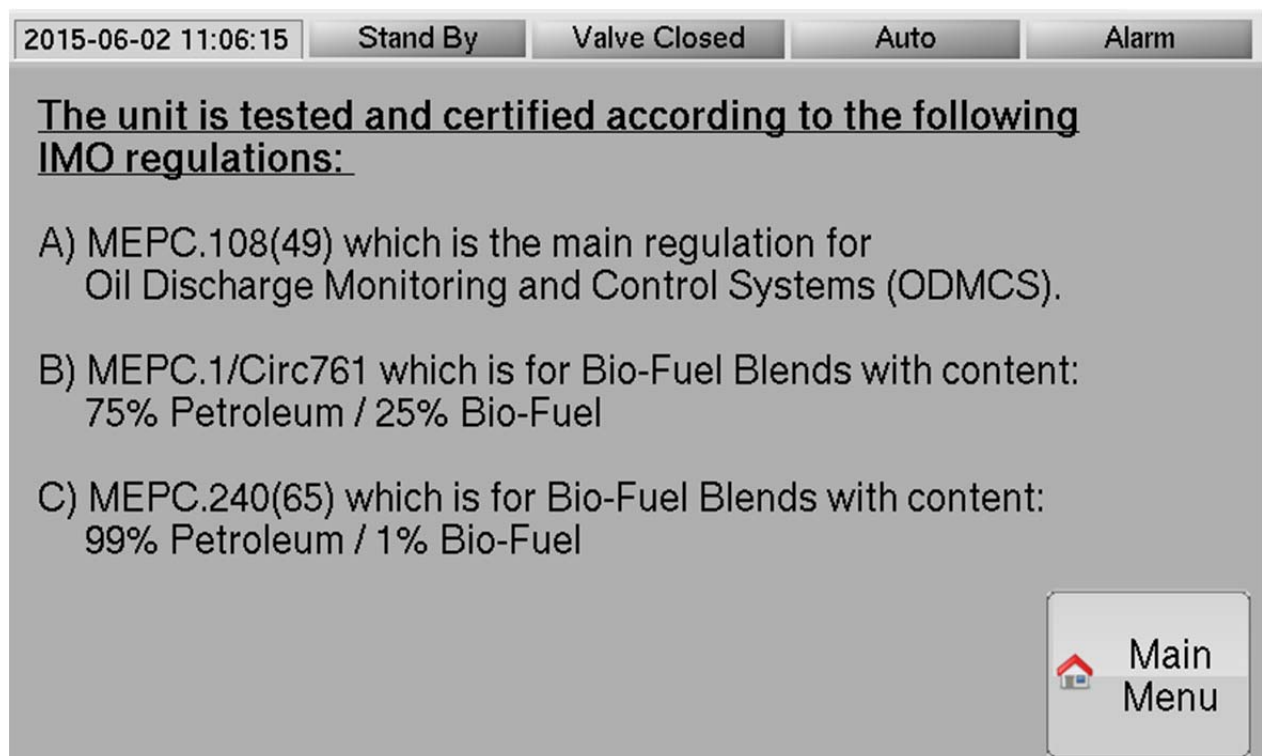 2015-06-02 11:06:15 Stand By Valve Closed Auto Alarm
The unit is tested and certified according to the following
IMO regulations:
A) MEPC.108(49) which is the main regulation for
Oil Discharge Monitoring and Control Systems (ODMCS).
B) MEPC.1/Circ761 which is for Bio-Fuel Blends with content:
75% Petroleum / 25% Bio-Fuel
C) MEPC.240(65) which is for Bio-Fuel Blends with content:
99% Petroleum / 1% Bio-Fuel
Main
Menu